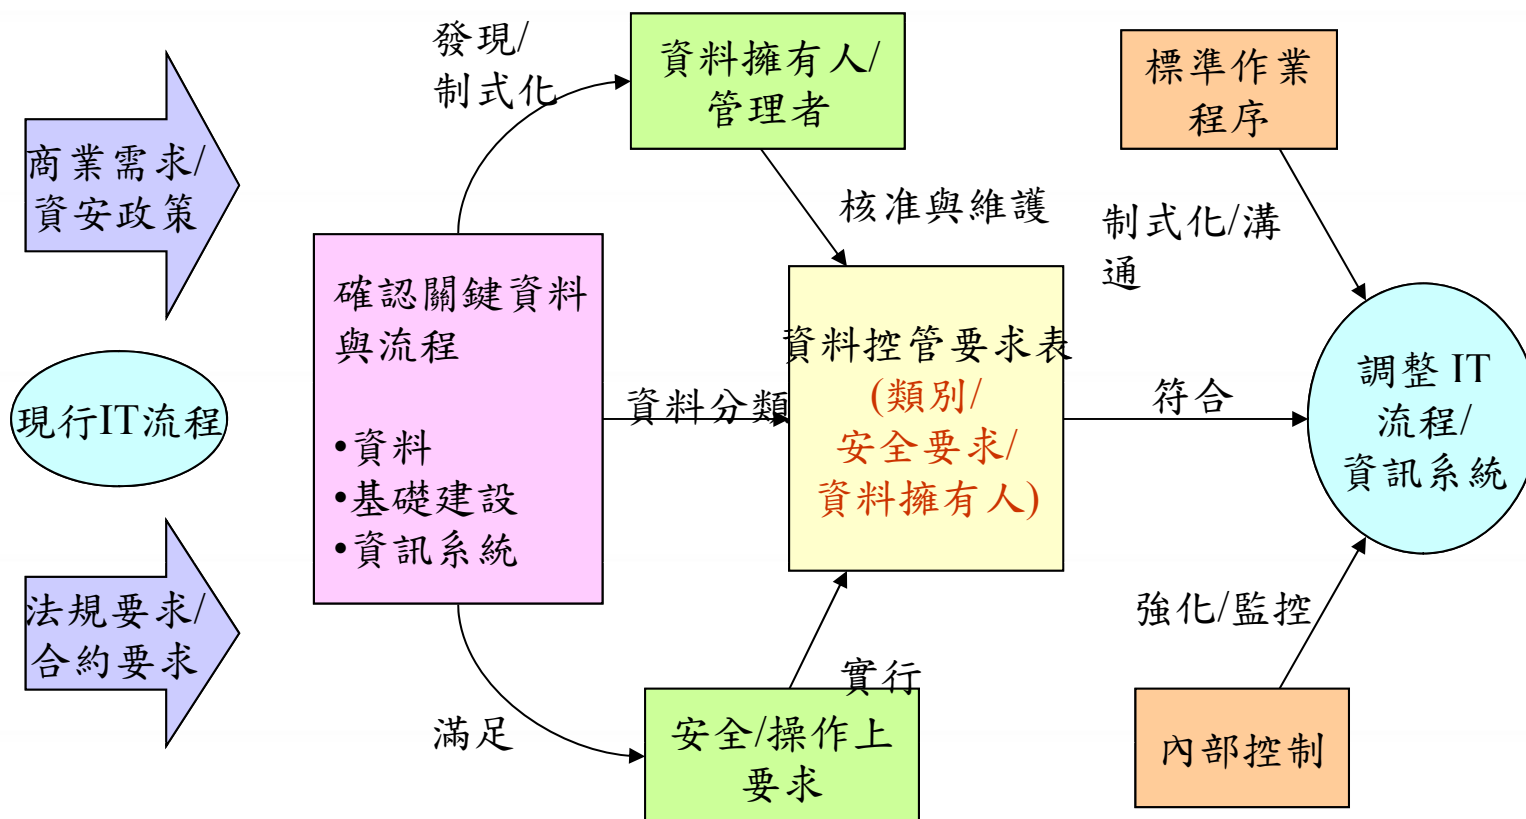 商業需求/
資安政策
現行IT流程
法規要求/
合約要求
發現/
制式化
確認關鍵資料
與流程
•資料
•基礎建設
•資訊系統
滿足
資料擁有人/
管理者
核准與維護
資料分類
資料控管要求表
(類別/
安全要求/
資料擁有人)
實行
安全/操作上
要求
標準作業
程序
制式化/溝
通
符合
調整 IT
流程/
資訊系統
強化/監控
內部控制